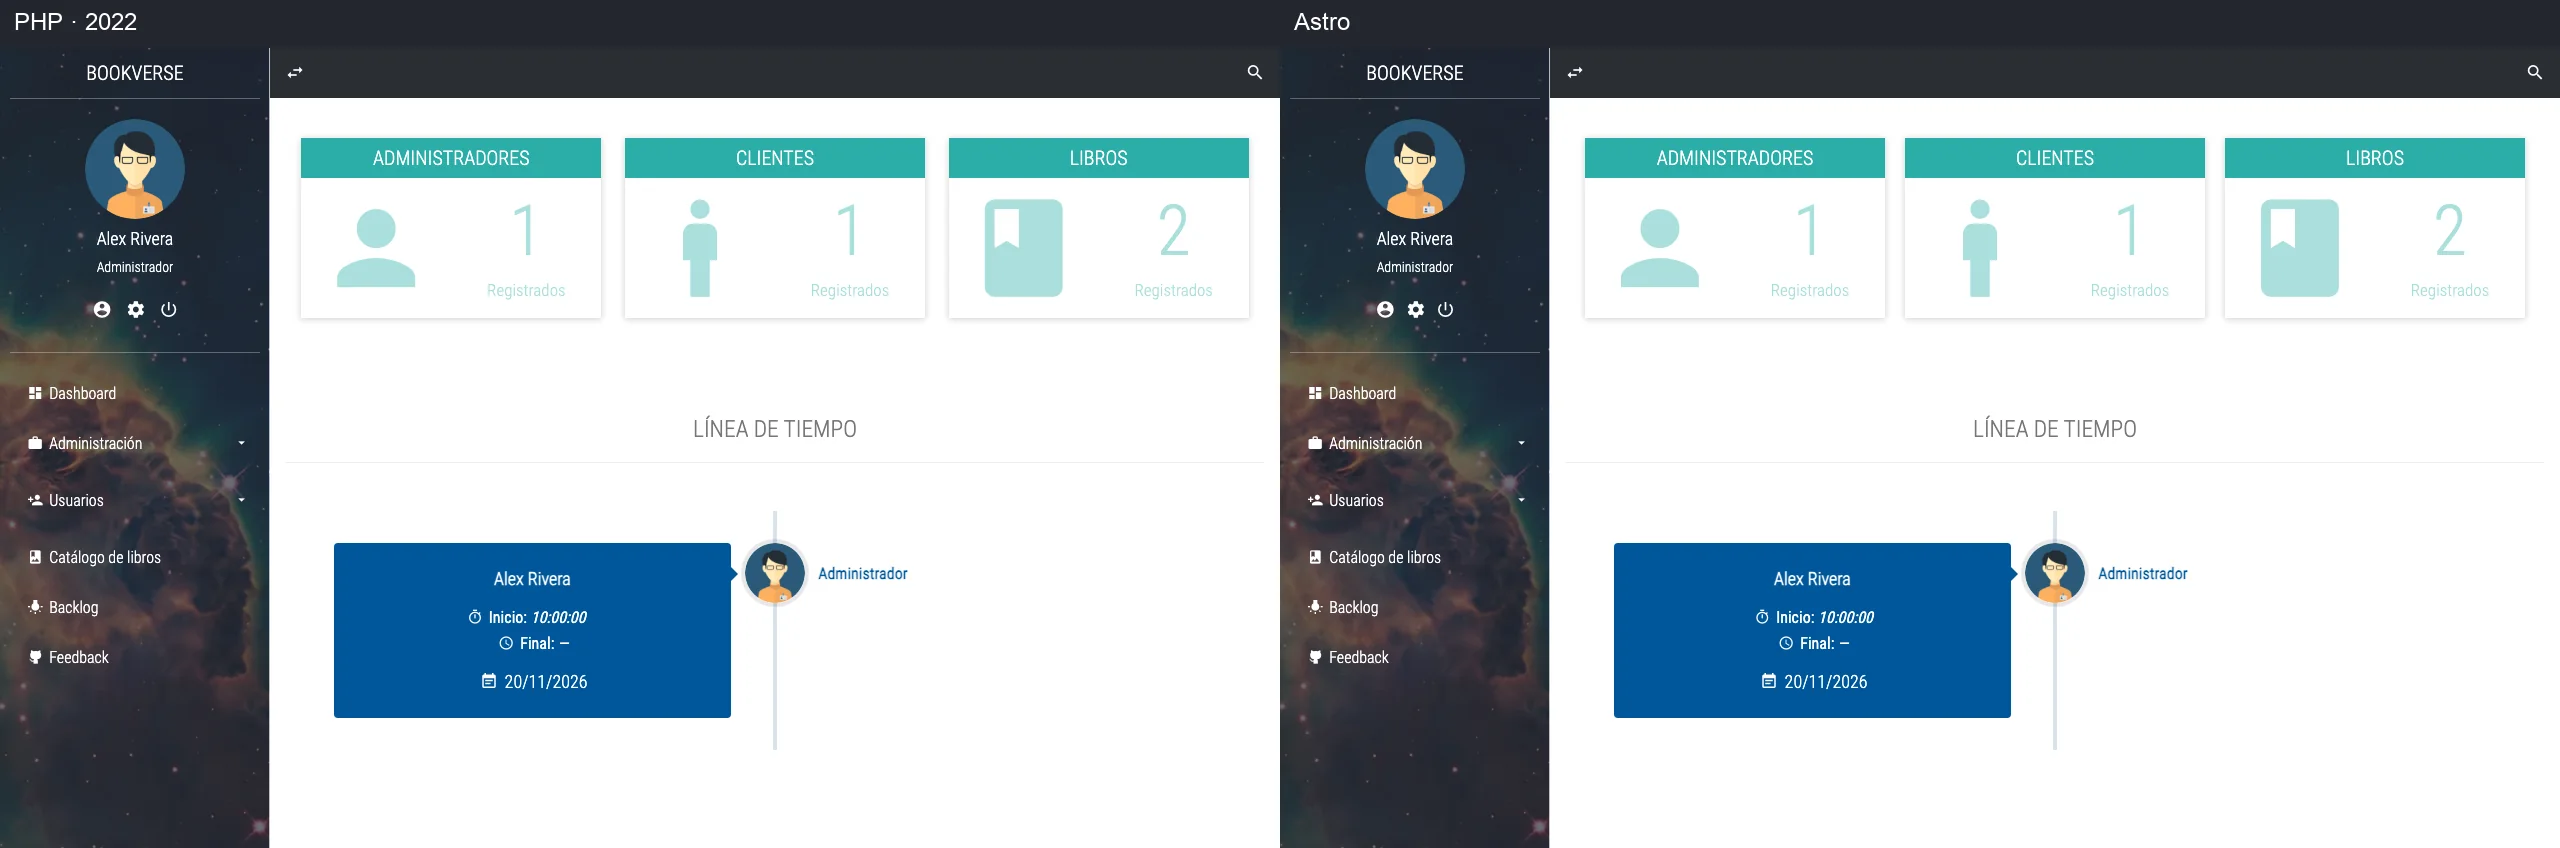 PHP · 2022
BOOKVERSE
Alex Rivera
Administrador
Dashboard
Administración
Usuarios
Catálogo de libros
Backlog
Feedback
ADMINISTRADORES
1
Registrados
CLIENTES
1
Registrados
LIBROS
2
Registrados
LÍNEA DE TIEMPO
Alex Rivera
Inicio: 10:00:00
Final: —
20/11/2026
Administrador
Astro
BOOKVERSE
Alex Rivera
Administrador
Dashboard
Administración
Usuarios
Catálogo de libros
Backlog
Feedback
ADMINISTRADORES
1
Registrados
CLIENTES
1
Registrados
LIBROS
2
Registrados
LÍNEA DE TIEMPO
Alex Rivera
Inicio: 10:00:00
Final: —
20/11/2026
Administrador